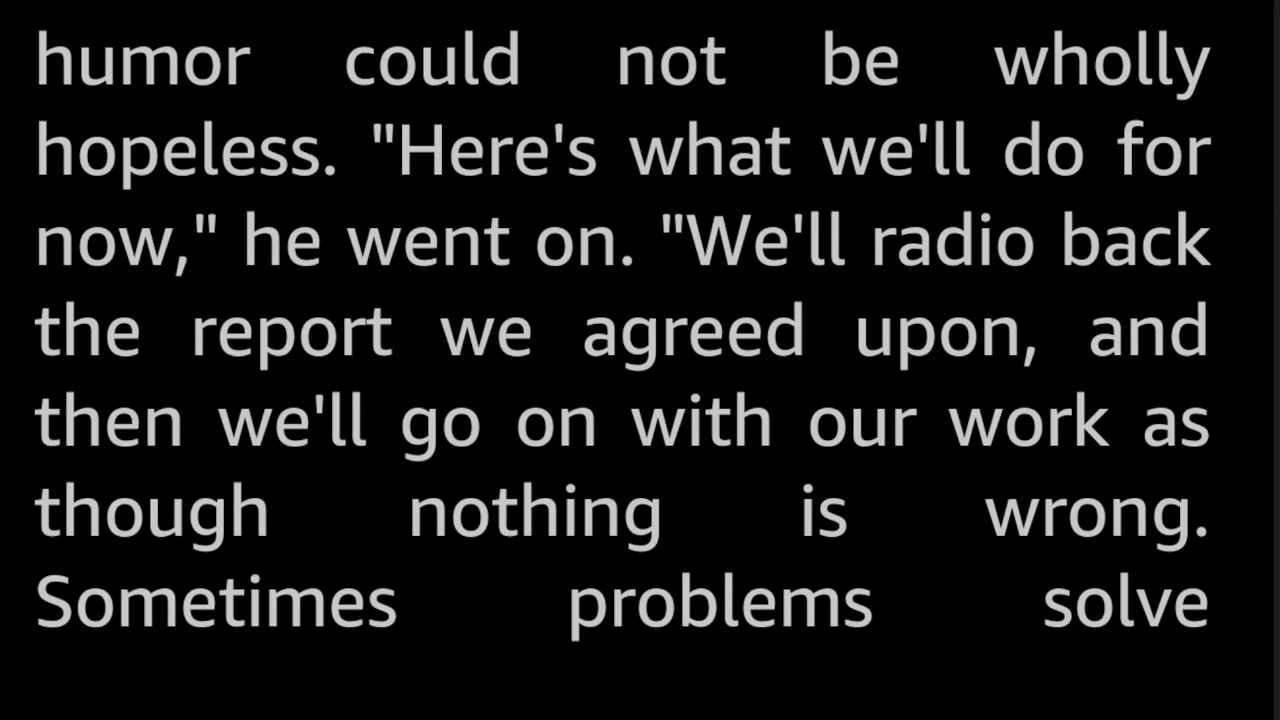 humor could not be wholly
hopeless. "Here's what we'll do for
now," he went on. "We'll radio back
the report we agreed upon, and
then we'll go on with our work as
though nothing is wrong.
Sometimes problems solve